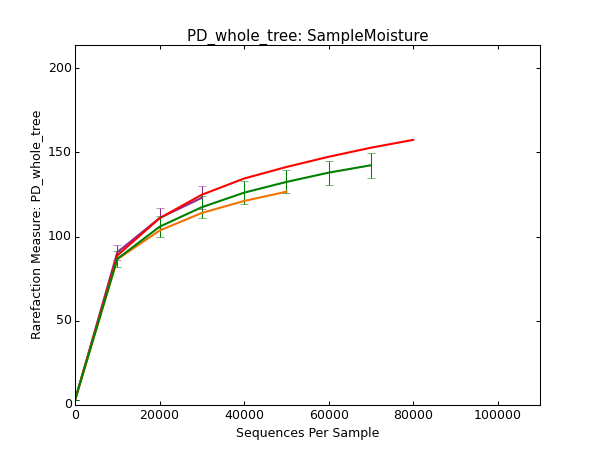 PD_whole_tree: SampleMoisture
Rarefaction Measure: PD_whole_tree
200
150
100
50
0
0 20000 40000 60000 80000 100000
Sequences Per Sample